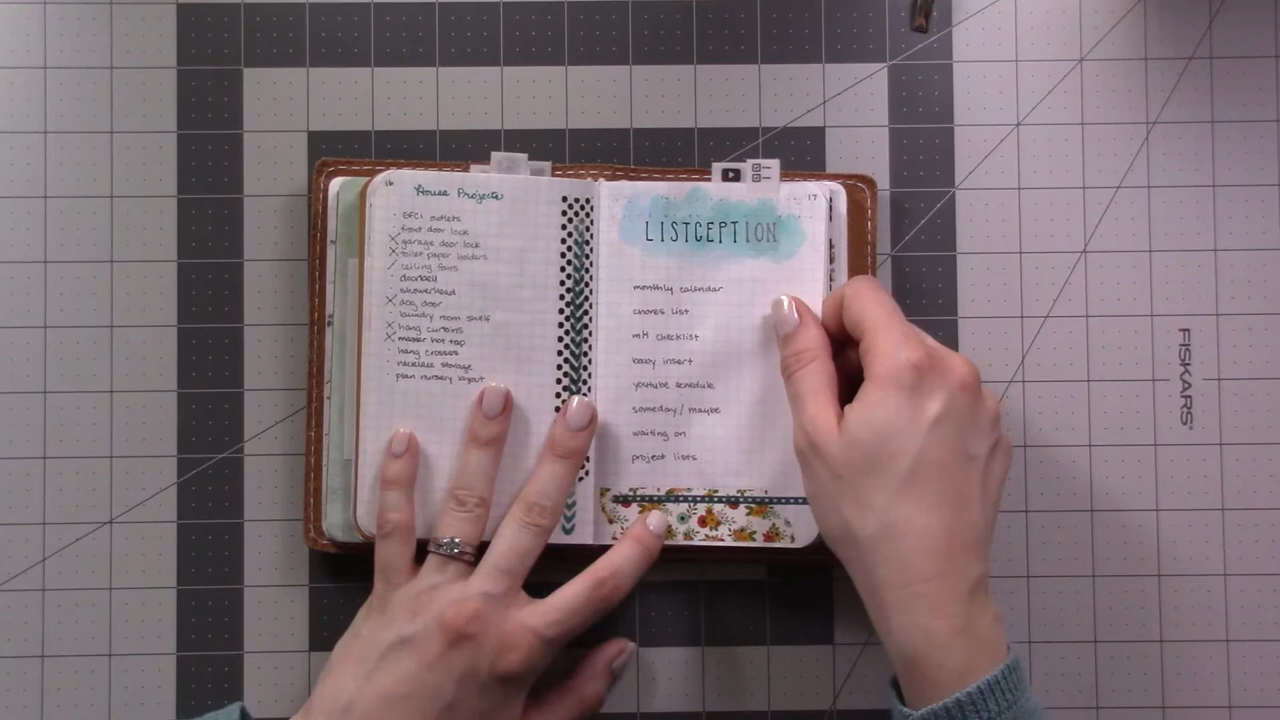 16
House Projects
· GFCI outlets
· front door lock
X garage door lock
X toilet paper holders
/ ceiling fans
· doorbell
· showerhead
X dog door
· laundry room shelf
X hang curtains
X master hot tap
· hang crosses
· necklace storage
· plan nursery layout
17
LISTCEPTION
monthly calendar
chores list
mH checklist
baby insert
youtube schedule
someday / maybe
waiting on
project lists
FISKARS